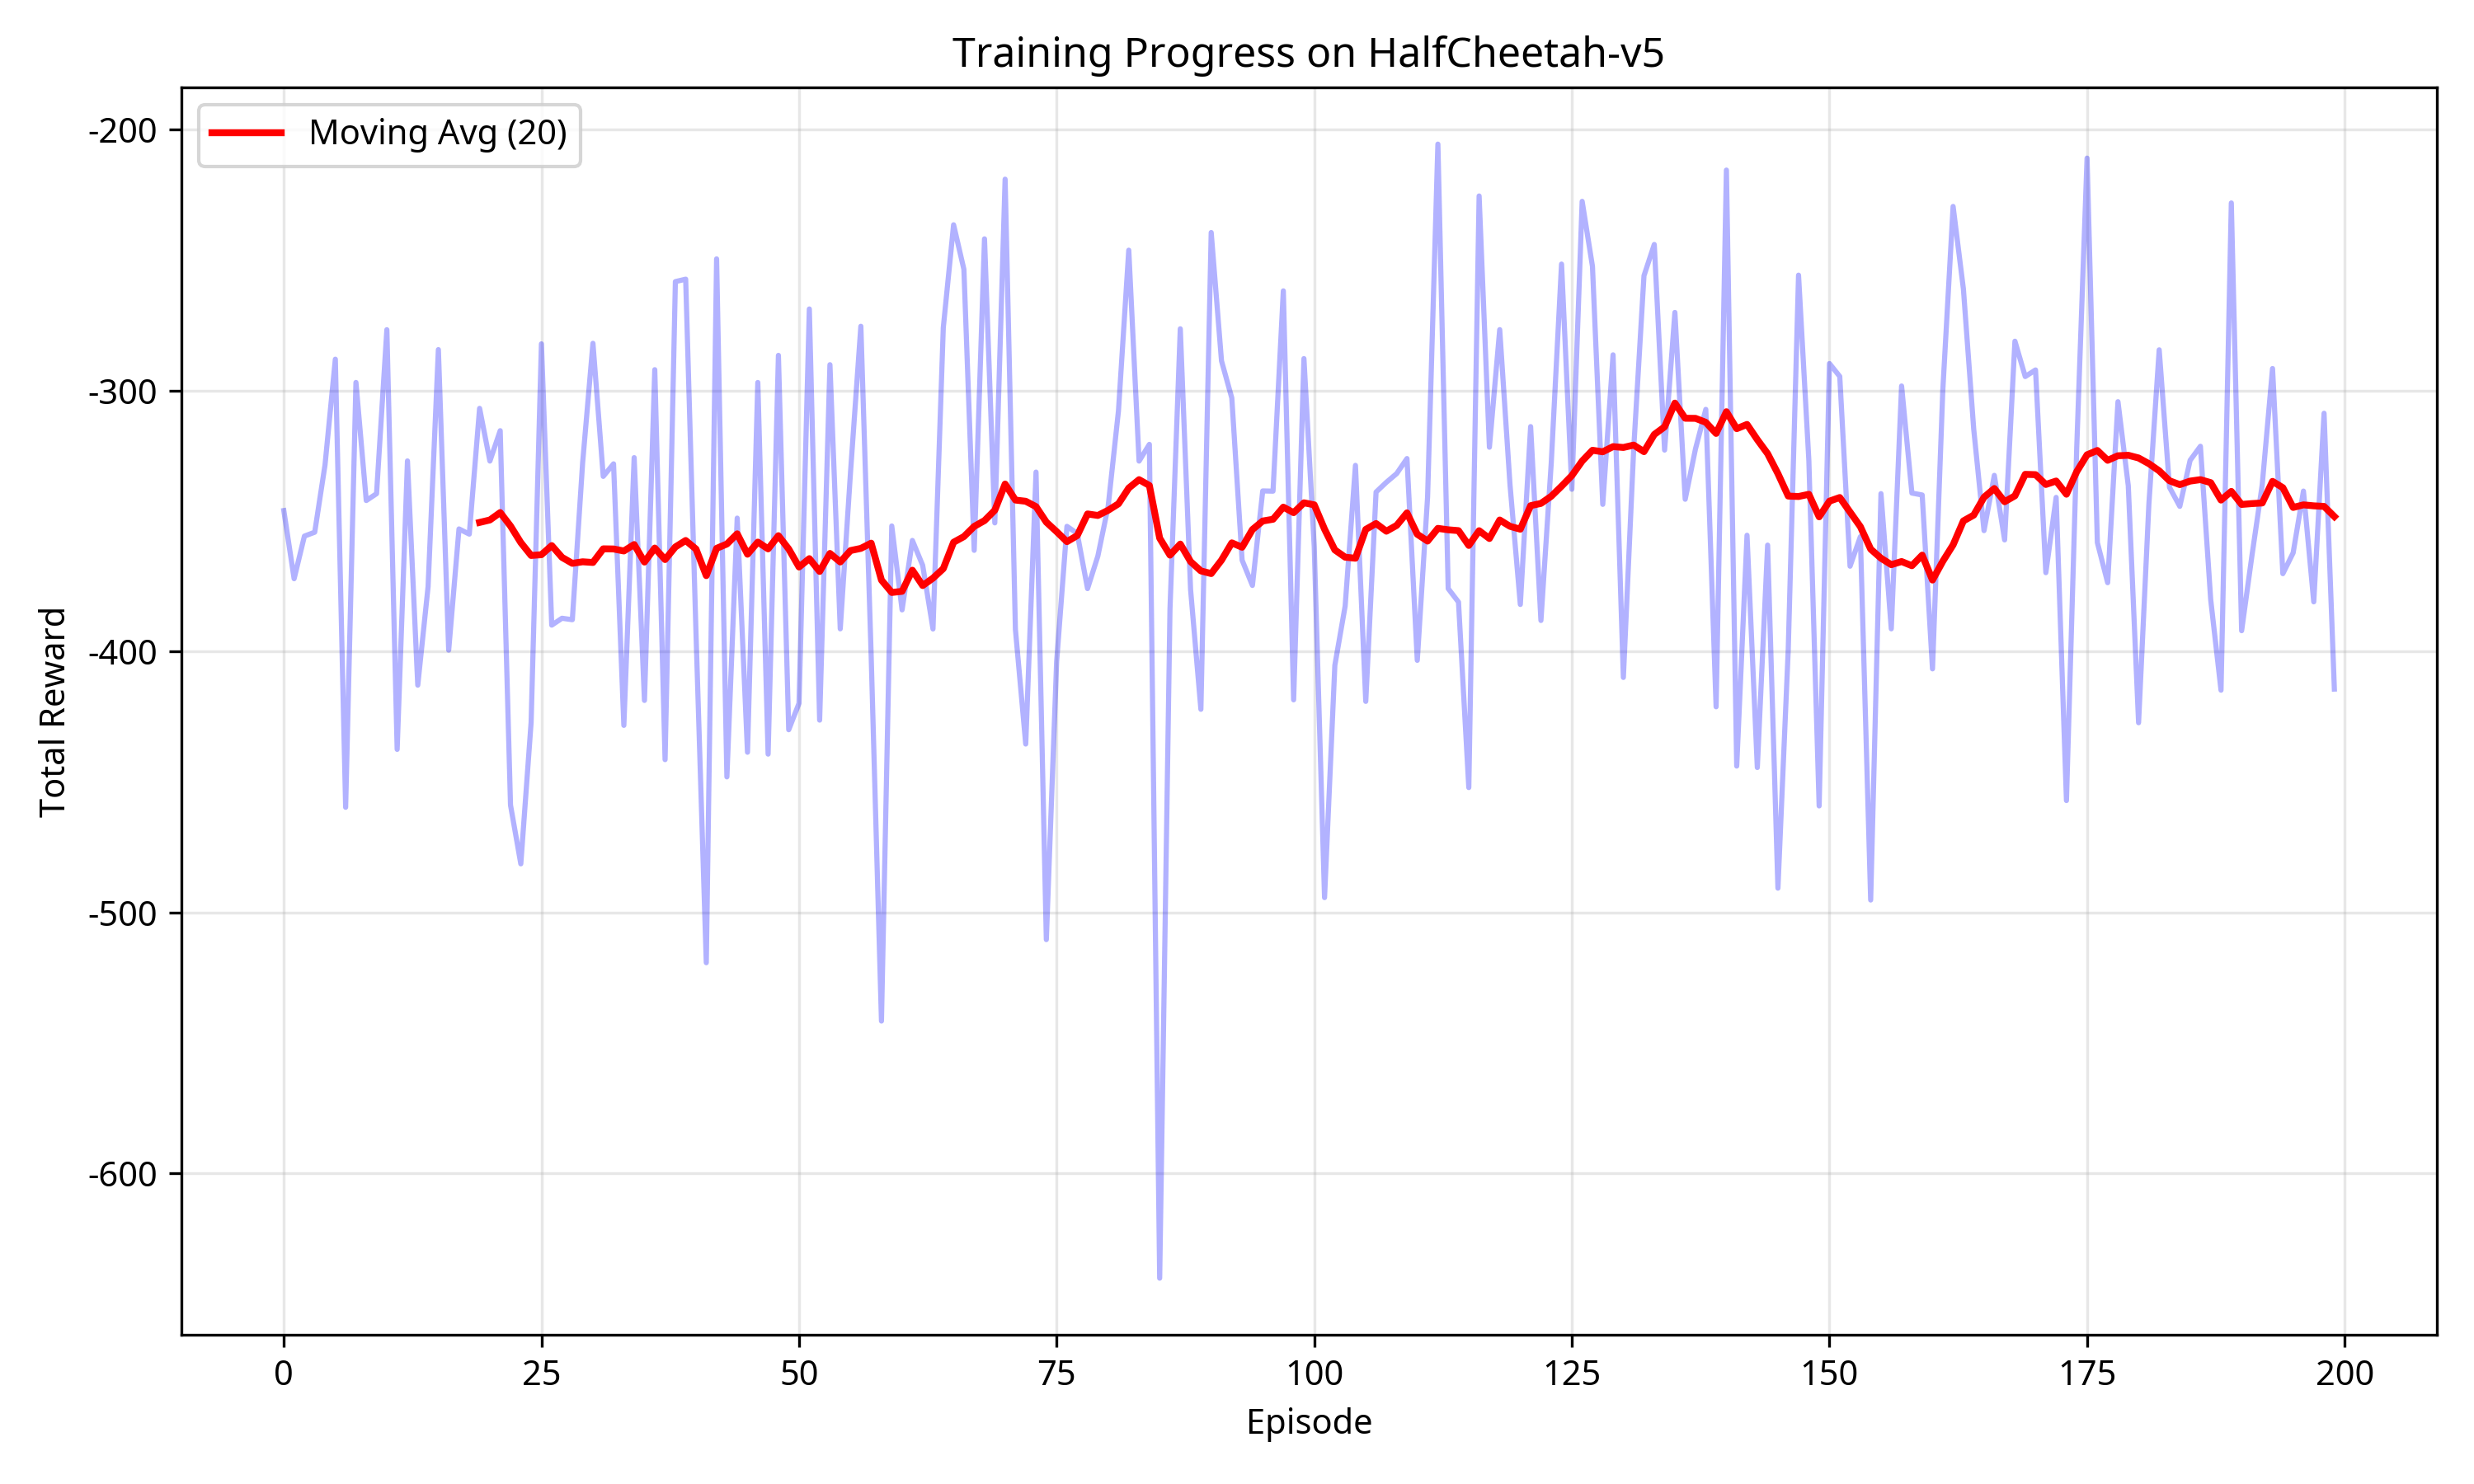 Training Progress on HalfCheetah-v5
Moving Avg (20)
Total Reward
-200
-300
-400
-500
-600
0 25 50 75 100 125 150 175 200
Episode